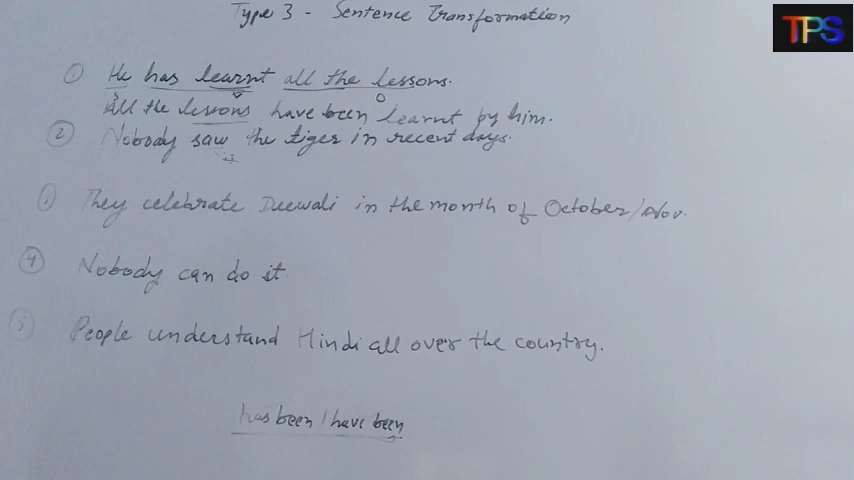 Type 3 - Sentence Transformation
TPS
① He has learnt all the lessons.
S V O
All the lessons have been learnt by him.
② Nobody saw the tiger in recent days.
They celebrate Deewali in the month of October/Nov.
④ Nobody can do it.
People understand Hindi all over the country.
has been / have been